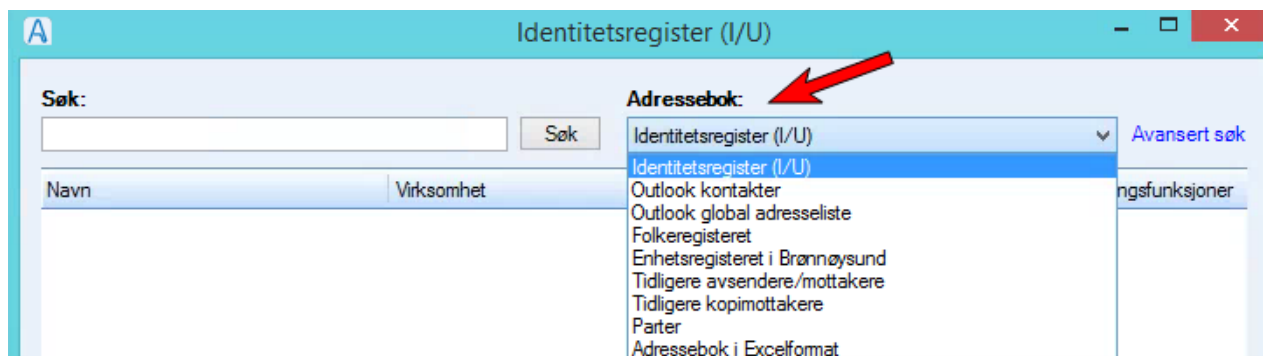 Identitetsregister (I/U)
Søk:
Adressebok:
Søk
Identitetsregister (I/U)
Avansert søk
Navn
Virksomhet
ngsfunksjoner
Identitetsregister (I/U)
Outlook kontakter
Outlook global adresseliste
Folkeregisteret
Enhetsregisteret i Brønnøysund
Tidligere avsendere/mottakere
Tidligere kopimottakere
Parter
Adressebok i Excelformat